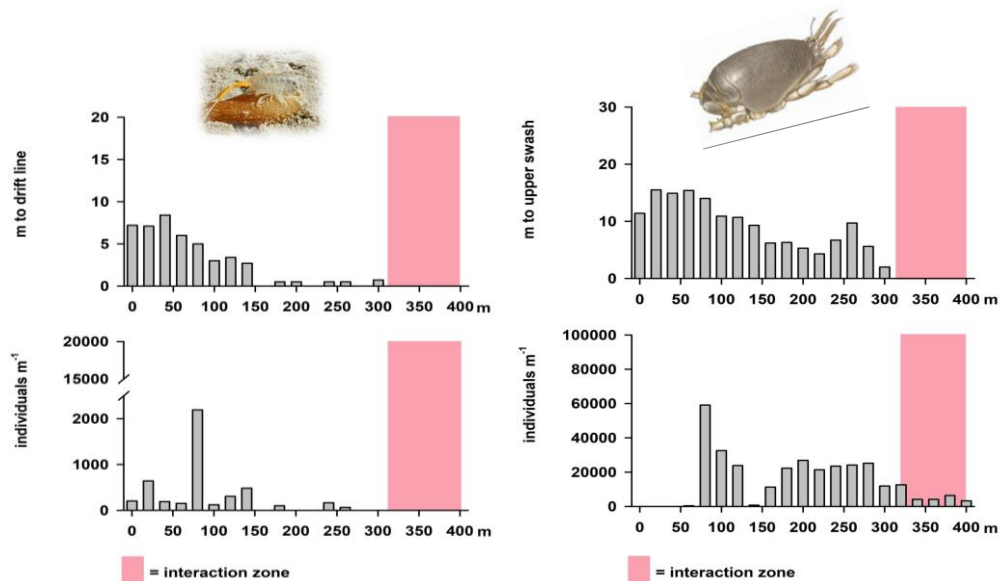 20
15
10
5
0
m to drift line
0 50 100 150 200 250 300 350 400 m
30
20
10
0
m to upper swash
0 50 100 150 200 250 300 400 m
20000
15000
2000
1000
0
individuals m⁻¹
0 50 100 150 200 250 300 350 400 m
= interaction zone
100000
80000
60000
40000
20000
0
individuals m⁻¹
0 50 100 150 200 250 300 350 400 m
= interaction zone